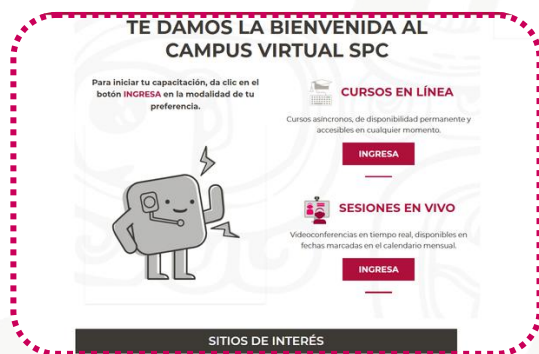 TE DAMOS LA BIENVENIDA AL
CAMPUS VIRTUAL SPC
Para iniciar tu capacitación, da clic en el
botón INGRESA en la modalidad de tu
preferencia.
CURSOS EN LÍNEA
Cursos asíncronos, de disponibilidad permanente y
accesibles en cualquier momento.
INGRESA
SESIONES EN VIVO
Videoconferencias en tiempo real, disponibles en
fechas marcadas en el calendario mensual.
INGRESA
SITIOS DE INTERÉS